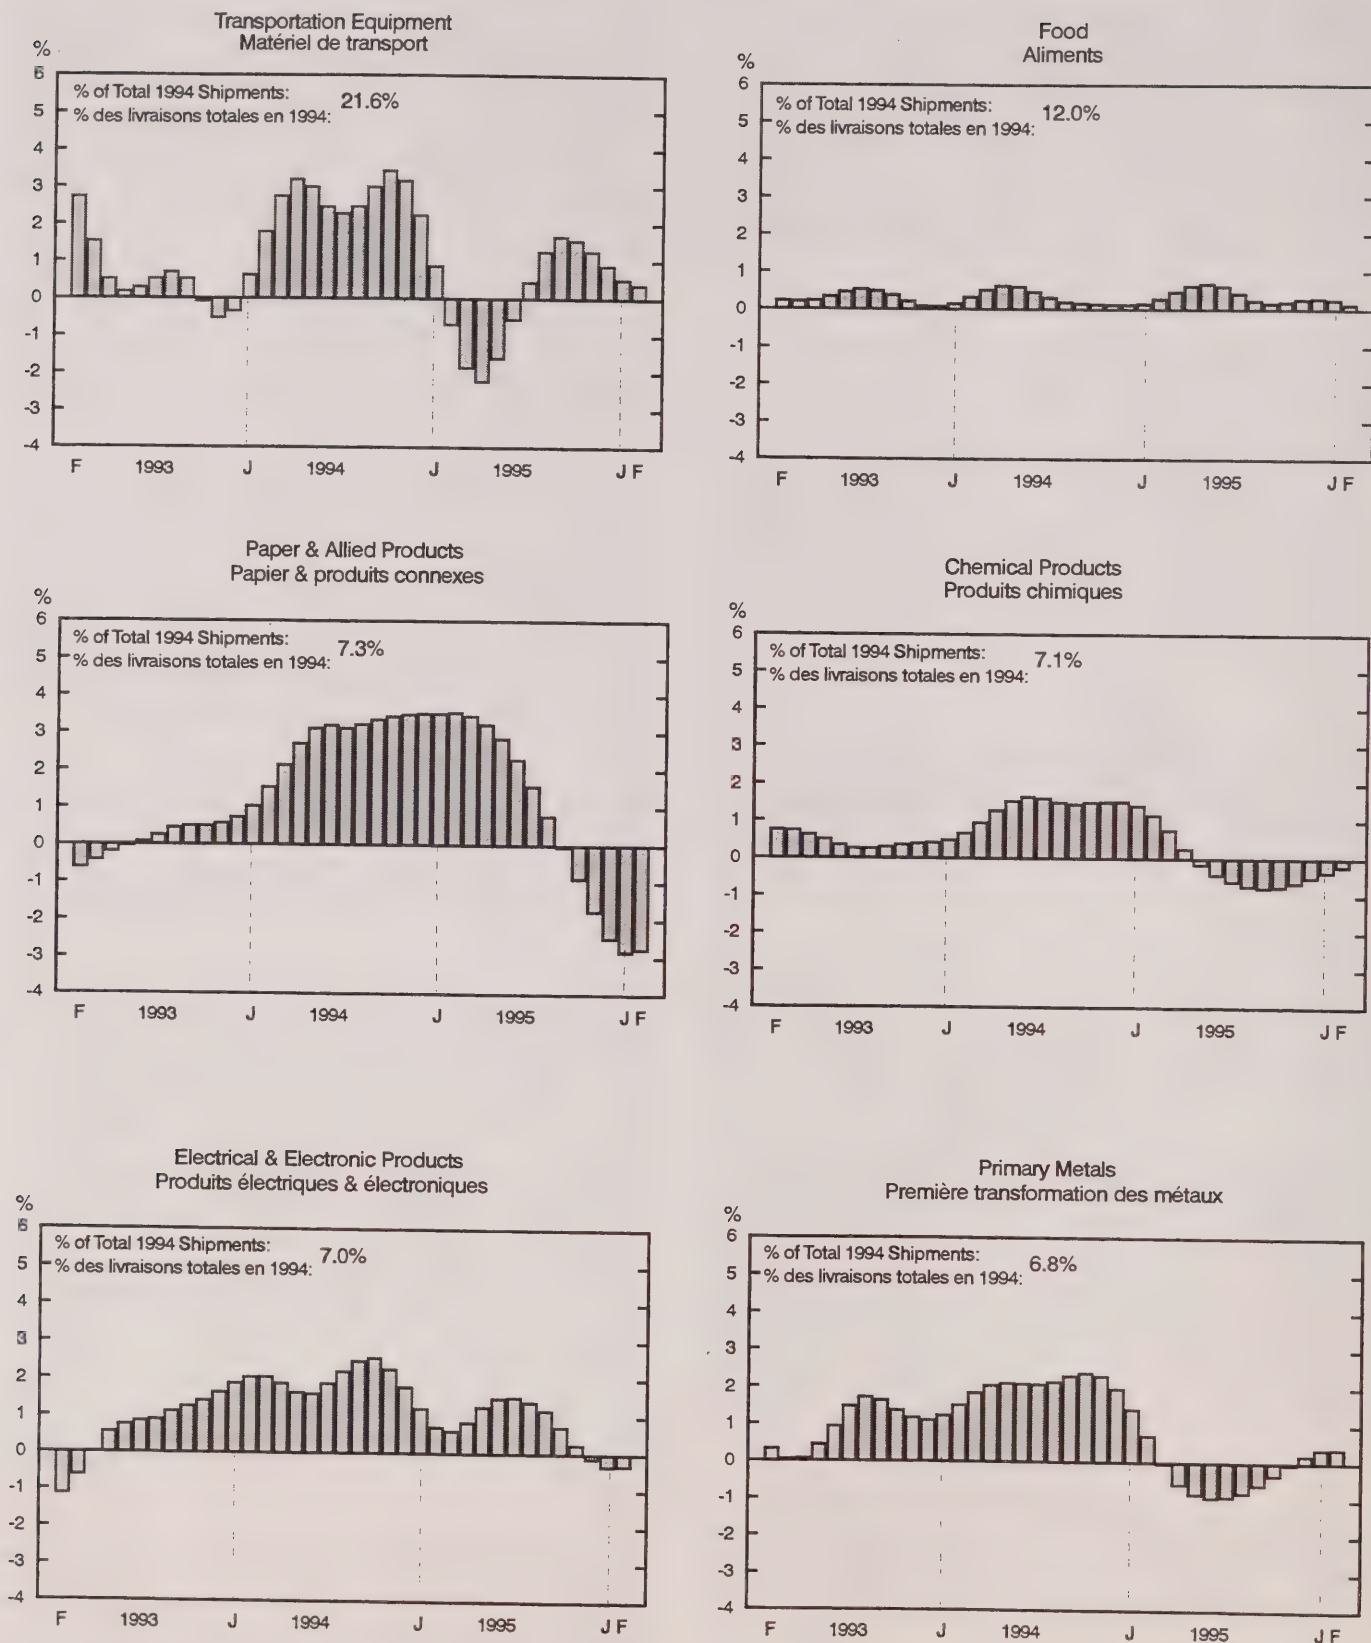 Transportation Equipment
Matériel de transport
%
6
5
4
3
2
1
0
-1
-2
-3
-4
% of Total 1994 Shipments:
% des livraisons totales en 1994:
21.6%
F 1993 J 1994 J 1995 J F
Food
Aliments
%
6
5
4
3
2
1
0
-1
-2
-3
-4
% of Total 1994 Shipments:
% des livraisons totales en 1994:
12.0%
F 1993 J 1994 J 1995 J F
Paper & Allied Products
Papier & produits connexes
%
6
5
4
3
2
1
0
-1
-2
-3
-4
% of Total 1994 Shipments:
% des livraisons totales en 1994:
7.3%
F 1993 J 1994 J 1995 J F
Chemical Products
Produits chimiques
%
6
5
4
3
2
1
0
-1
-2
-3
-4
% of Total 1994 Shipments:
% des livraisons totales en 1994:
7.1%
F 1993 J 1994 J 1995 J F
Electrical & Electronic Products
Produits électriques & électroniques
%
6
5
4
3
2
1
0
-1
-2
-3
-4
% of Total 1994 Shipments:
% des livraisons totales en 1994:
7.0%
F 1993 J 1994 J 1995 J F
Primary Metals
Première transformation des métaux
%
6
5
4
3
2
1
0
-1
-2
-3
-4
% of Total 1994 Shipments:
% des livraisons totales en 1994:
6.8%
F 1993 J 1994 J 1995 J F